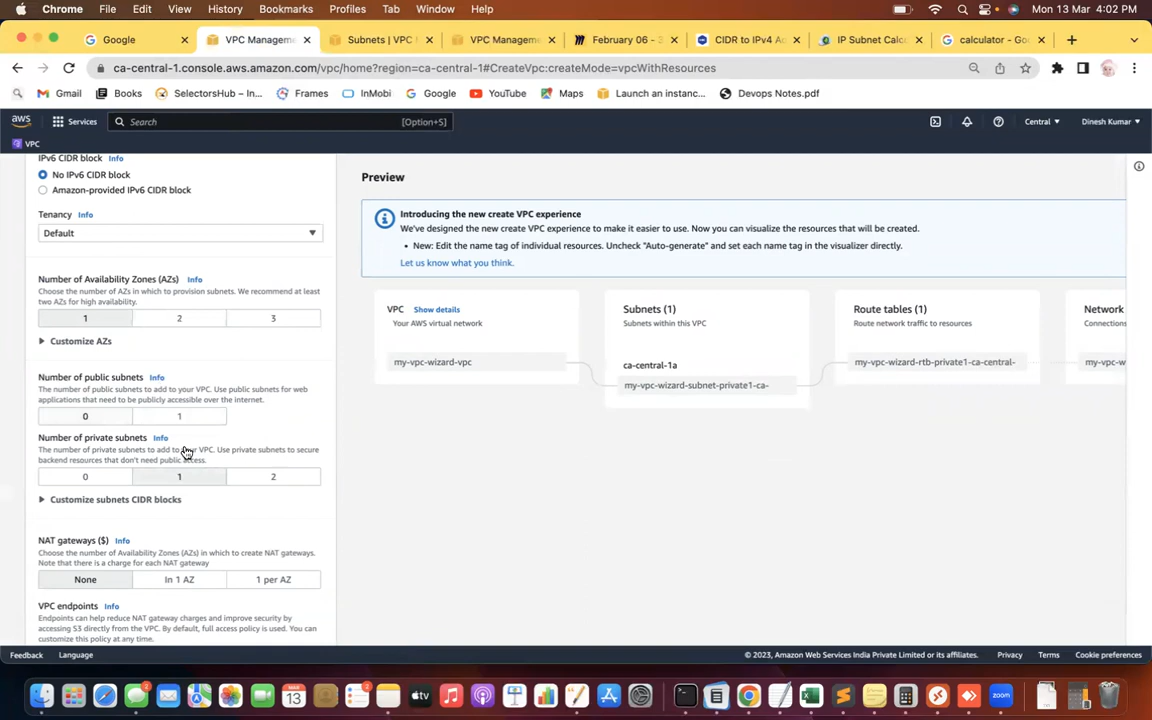 Chrome File Edit View History Bookmarks Profiles Tab Window Help Mon 13 Mar 4:02 PM
Google VPC Managem Subnets | VPC VPC Managem February 06 - CIDR to IPv4 A IP Subnet Calc calculator - Go
ca-central-1.console.aws.amazon.com/vpc/home?region=ca-central-1#CreateVpc:createMode=vpcWithResources
Gmail Books SelectorsHub – In... Frames InMobi Google YouTube Maps Launch an instanc... Devops Notes.pdf
aws Services Search [Option+S] Central Dinesh Kumar
VPC
IPv6 CIDR block Info
No IPv6 CIDR block
Amazon-provided IPv6 CIDR block
Tenancy Info
Default
Number of Availability Zones (AZs) Info
Choose the number of AZs in which to provision subnets. We recommend at least
two AZs for high availability.
1 2 3
Customize AZs
Number of public subnets Info
The number of public subnets to add to your VPC. Use public subnets for web
applications that need to be publicly accessible over the internet.
0 1
Number of private subnets Info
The number of private subnets to add to your VPC. Use private subnets to secure
backend resources that don't need public access.
0 1 2
Customize subnets CIDR blocks
NAT gateways ($) Info
Choose the number of Availability Zones (AZs) in which to create NAT gateways.
Note that there is a charge for each NAT gateway
None In 1 AZ 1 per AZ
VPC endpoints Info
Endpoints can help reduce NAT gateway charges and improve security by
accessing S3 directly from the VPC. By default, full access policy is used. You can
customize this policy at any time.
Preview
Introducing the new create VPC experience
We've designed the new create VPC experience to make it easier to use. Now you can visualize the resources that will be created.
• New: Edit the name tag of individual resources. Uncheck "Auto-generate" and set each name tag in the visualizer directly.
Let us know what you think.
VPC Show details
Your AWS virtual network
my-vpc-wizard-vpc
Subnets (1)
Subnets within this VPC
ca-central-1a
my-vpc-wizard-subnet-private1-ca-
Route tables (1)
Route network traffic to resources
my-vpc-wizard-rtb-private1-ca-central-
Network
Connections
my-vpc-w
Feedback Language © 2023, Amazon Web Services India Private Limited or its affiliates. Privacy Terms Cookie preferences
MAR
13
tv
zoom